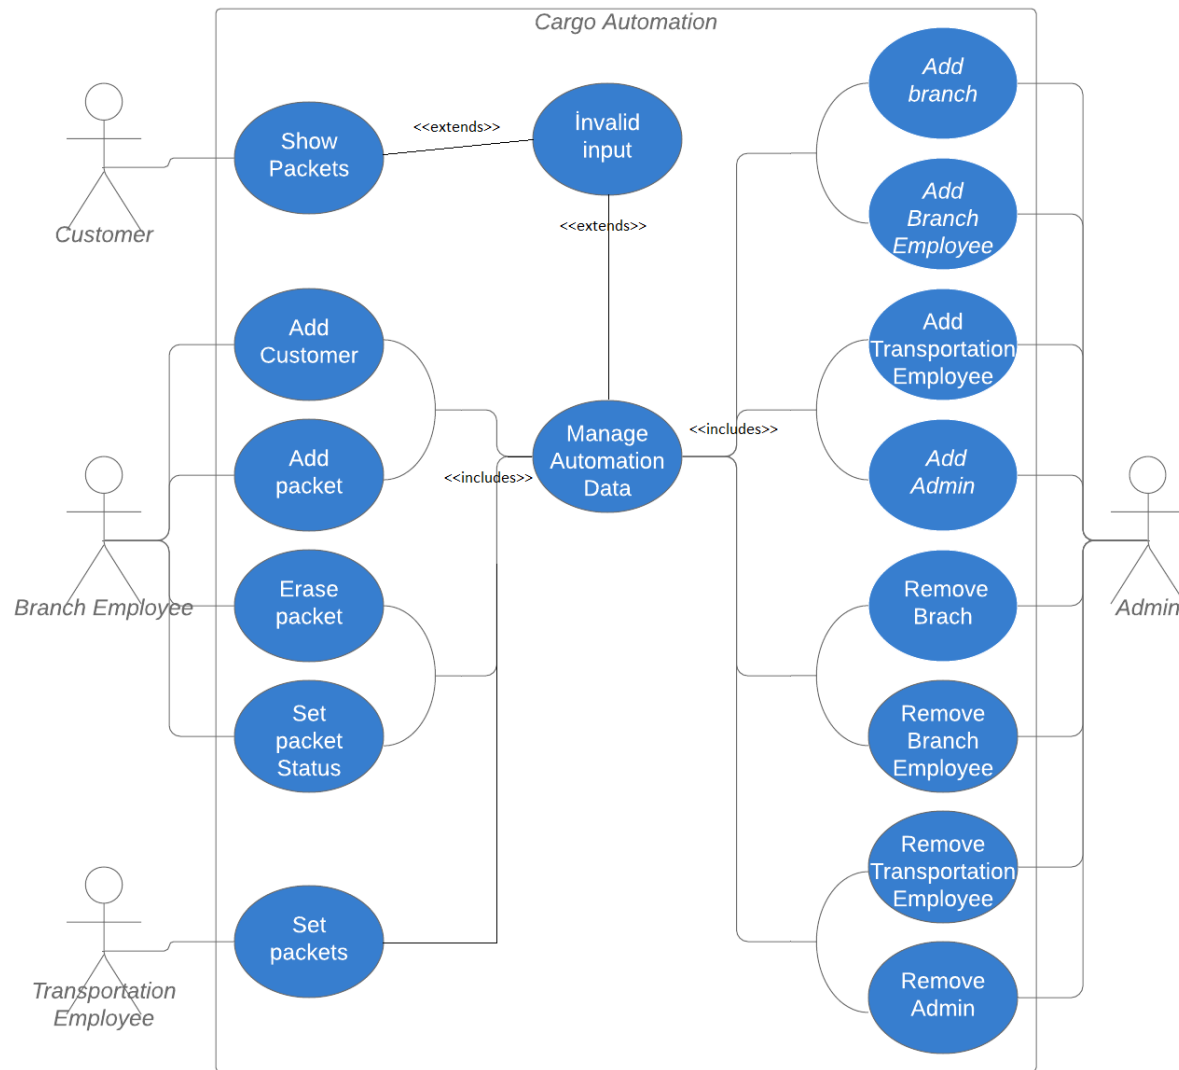 Cargo Automation
Customer
Show
Packets
<<extends>>
İnvalid
input
<<extends>>
Add
branch
Add
Branch
Employee
Add
Customer
Add
packet
Erase
packet
Set
packet
Status
Branch Employee
<<includes>>
Manage
Automation
Data
<<includes>>
Add
Transportation
Employee
Add
Admin
Remove
Brach
Remove
Branch
Employee
Admin
Transportation
Employee
Set
packets
Remove
Transportation
Employee
Remove
Admin